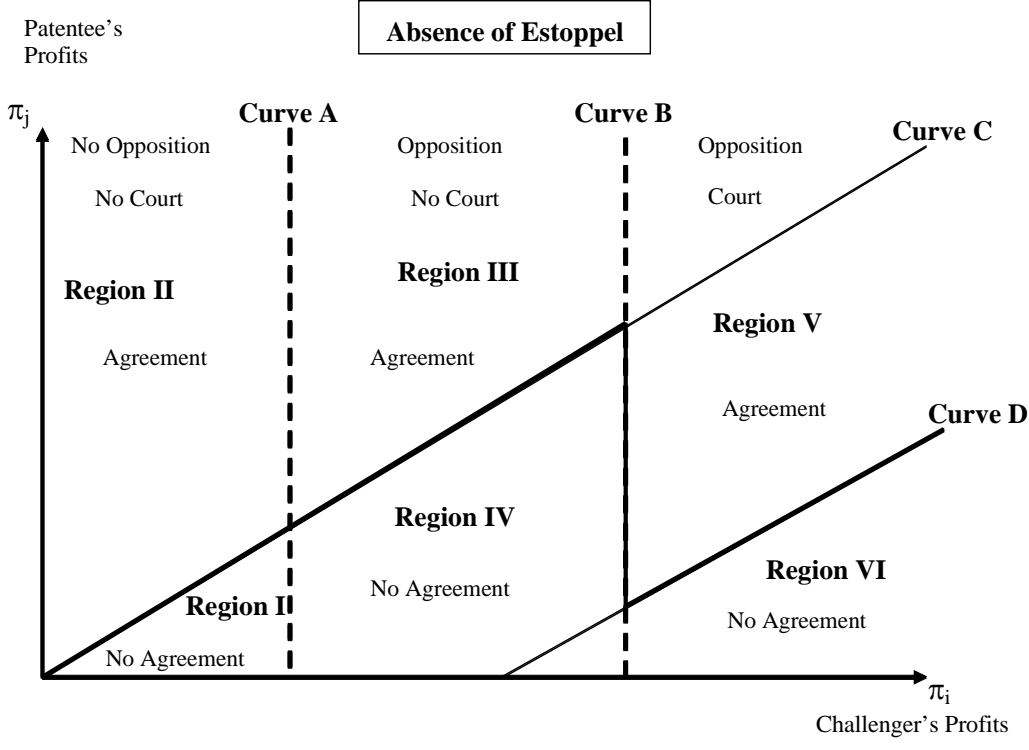 Patentee's
Profits
Absence of Estoppel
πj
Curve A
Curve B
Curve C
No Opposition
Opposition
Opposition
No Court
No Court
Court
Region II
Region III
Region V
Agreement
Agreement
Agreement
Curve D
Region IV
Region VI
No Agreement
Region I
No Agreement
No Agreement
πi
Challenger's Profits